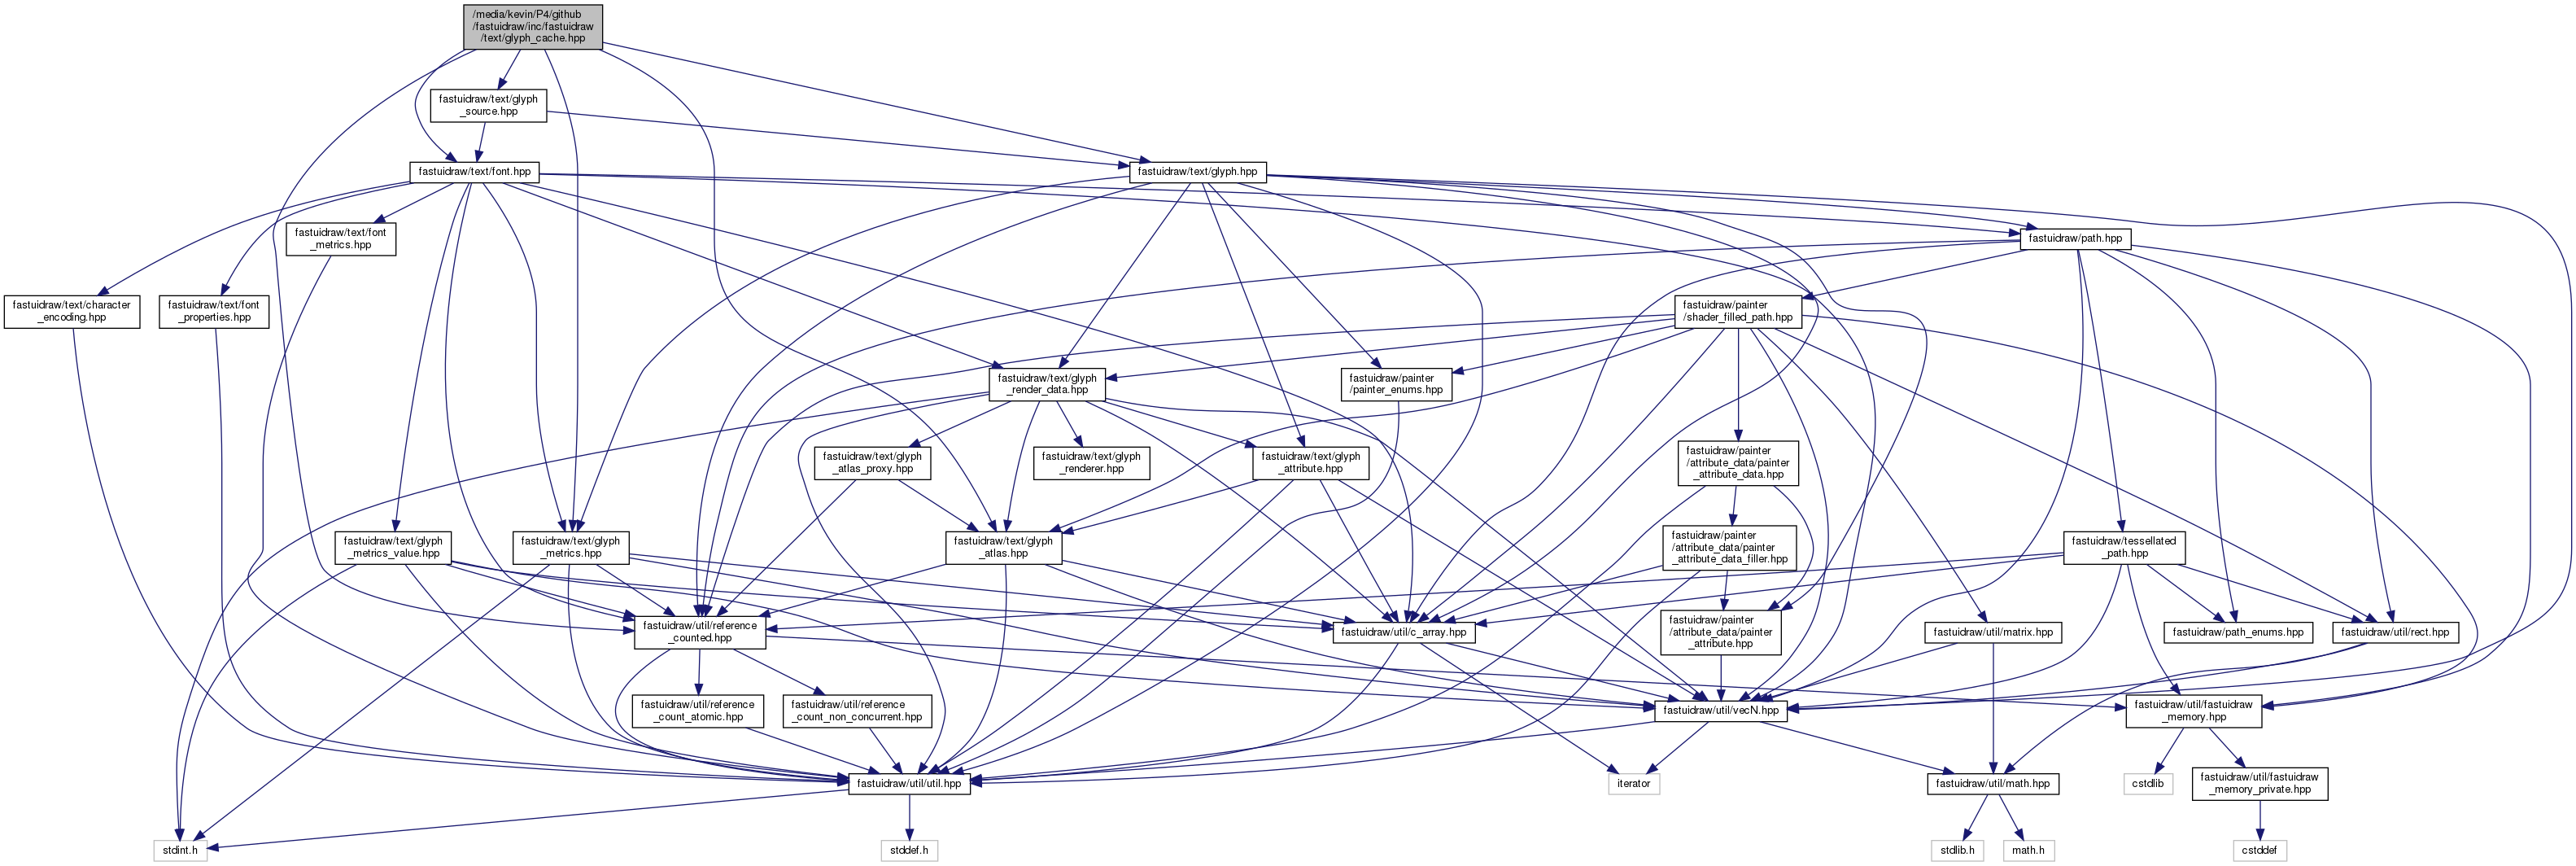 /media/kevin/P4/github
/fastuidraw/inc/fastuidraw
/text/glyph_cache.hpp
fastuidraw/text/glyph
_source.hpp
fastuidraw/text/font.hpp
fastuidraw/text/glyph.hpp
fastuidraw/text/font
_metrics.hpp
fastuidraw/path.hpp
fastuidraw/text/character
_encoding.hpp
fastuidraw/text/font
_properties.hpp
fastuidraw/painter
/shader_filled_path.hpp
fastuidraw/text/glyph
_render_data.hpp
fastuidraw/painter
/painter_enums.hpp
fastuidraw/text/glyph
_atlas_proxy.hpp
fastuidraw/text/glyph
_renderer.hpp
fastuidraw/text/glyph
_attribute.hpp
fastuidraw/painter
/attribute_data/painter
_attribute_data.hpp
fastuidraw/text/glyph
_metrics_value.hpp
fastuidraw/text/glyph
_metrics.hpp
fastuidraw/text/glyph
_atlas.hpp
fastuidraw/painter
/attribute_data/painter
_attribute_data_filler.hpp
fastuidraw/tessellated
_path.hpp
fastuidraw/util/reference
_counted.hpp
fastuidraw/util/c_array.hpp
fastuidraw/painter
/attribute_data/painter
_attribute.hpp
fastuidraw/util/matrix.hpp
fastuidraw/path_enums.hpp
fastuidraw/util/rect.hpp
fastuidraw/util/reference
_count_atomic.hpp
fastuidraw/util/reference
_count_non_concurrent.hpp
fastuidraw/util/vecN.hpp
fastuidraw/util/fastuidraw
_memory.hpp
fastuidraw/util/util.hpp
iterator
fastuidraw/util/math.hpp
cstdlib
fastuidraw/util/fastuidraw
_memory_private.hpp
stdint.h
stddef.h
stdlib.h
math.h
cstddef